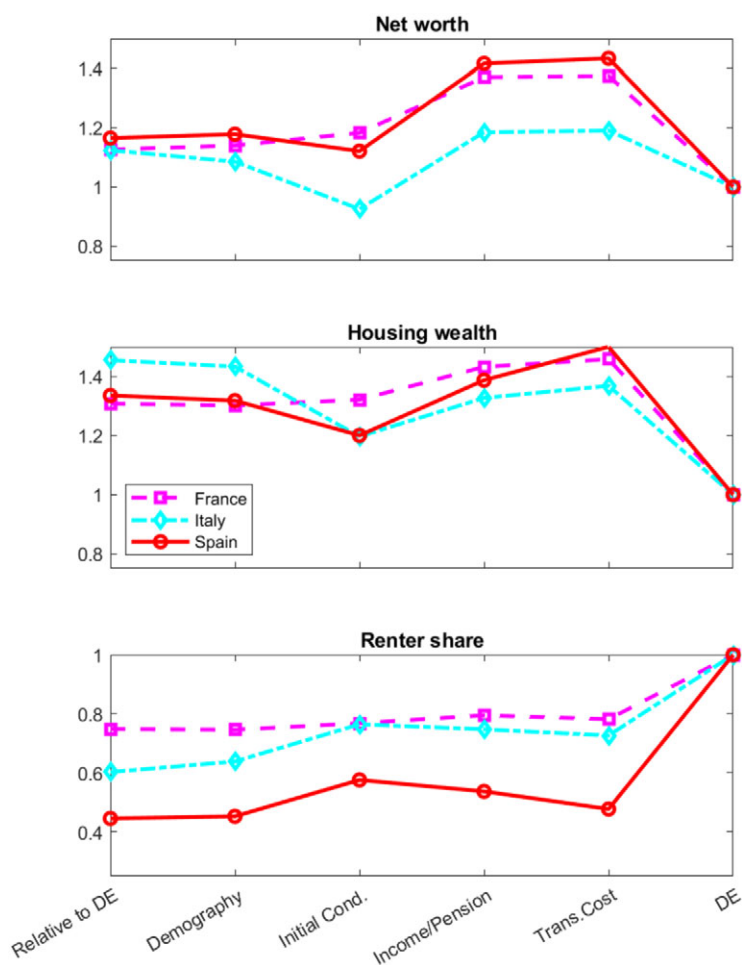 Net worth
1.4
1.2
1
0.8
Housing wealth
1.4
1.2
1
0.8
France
Italy
Spain
Renter share
1
0.8
0.6
0.4
Relative to DE
Demography
Initial Cond.
Income/Pension
Trans.Cost
DE